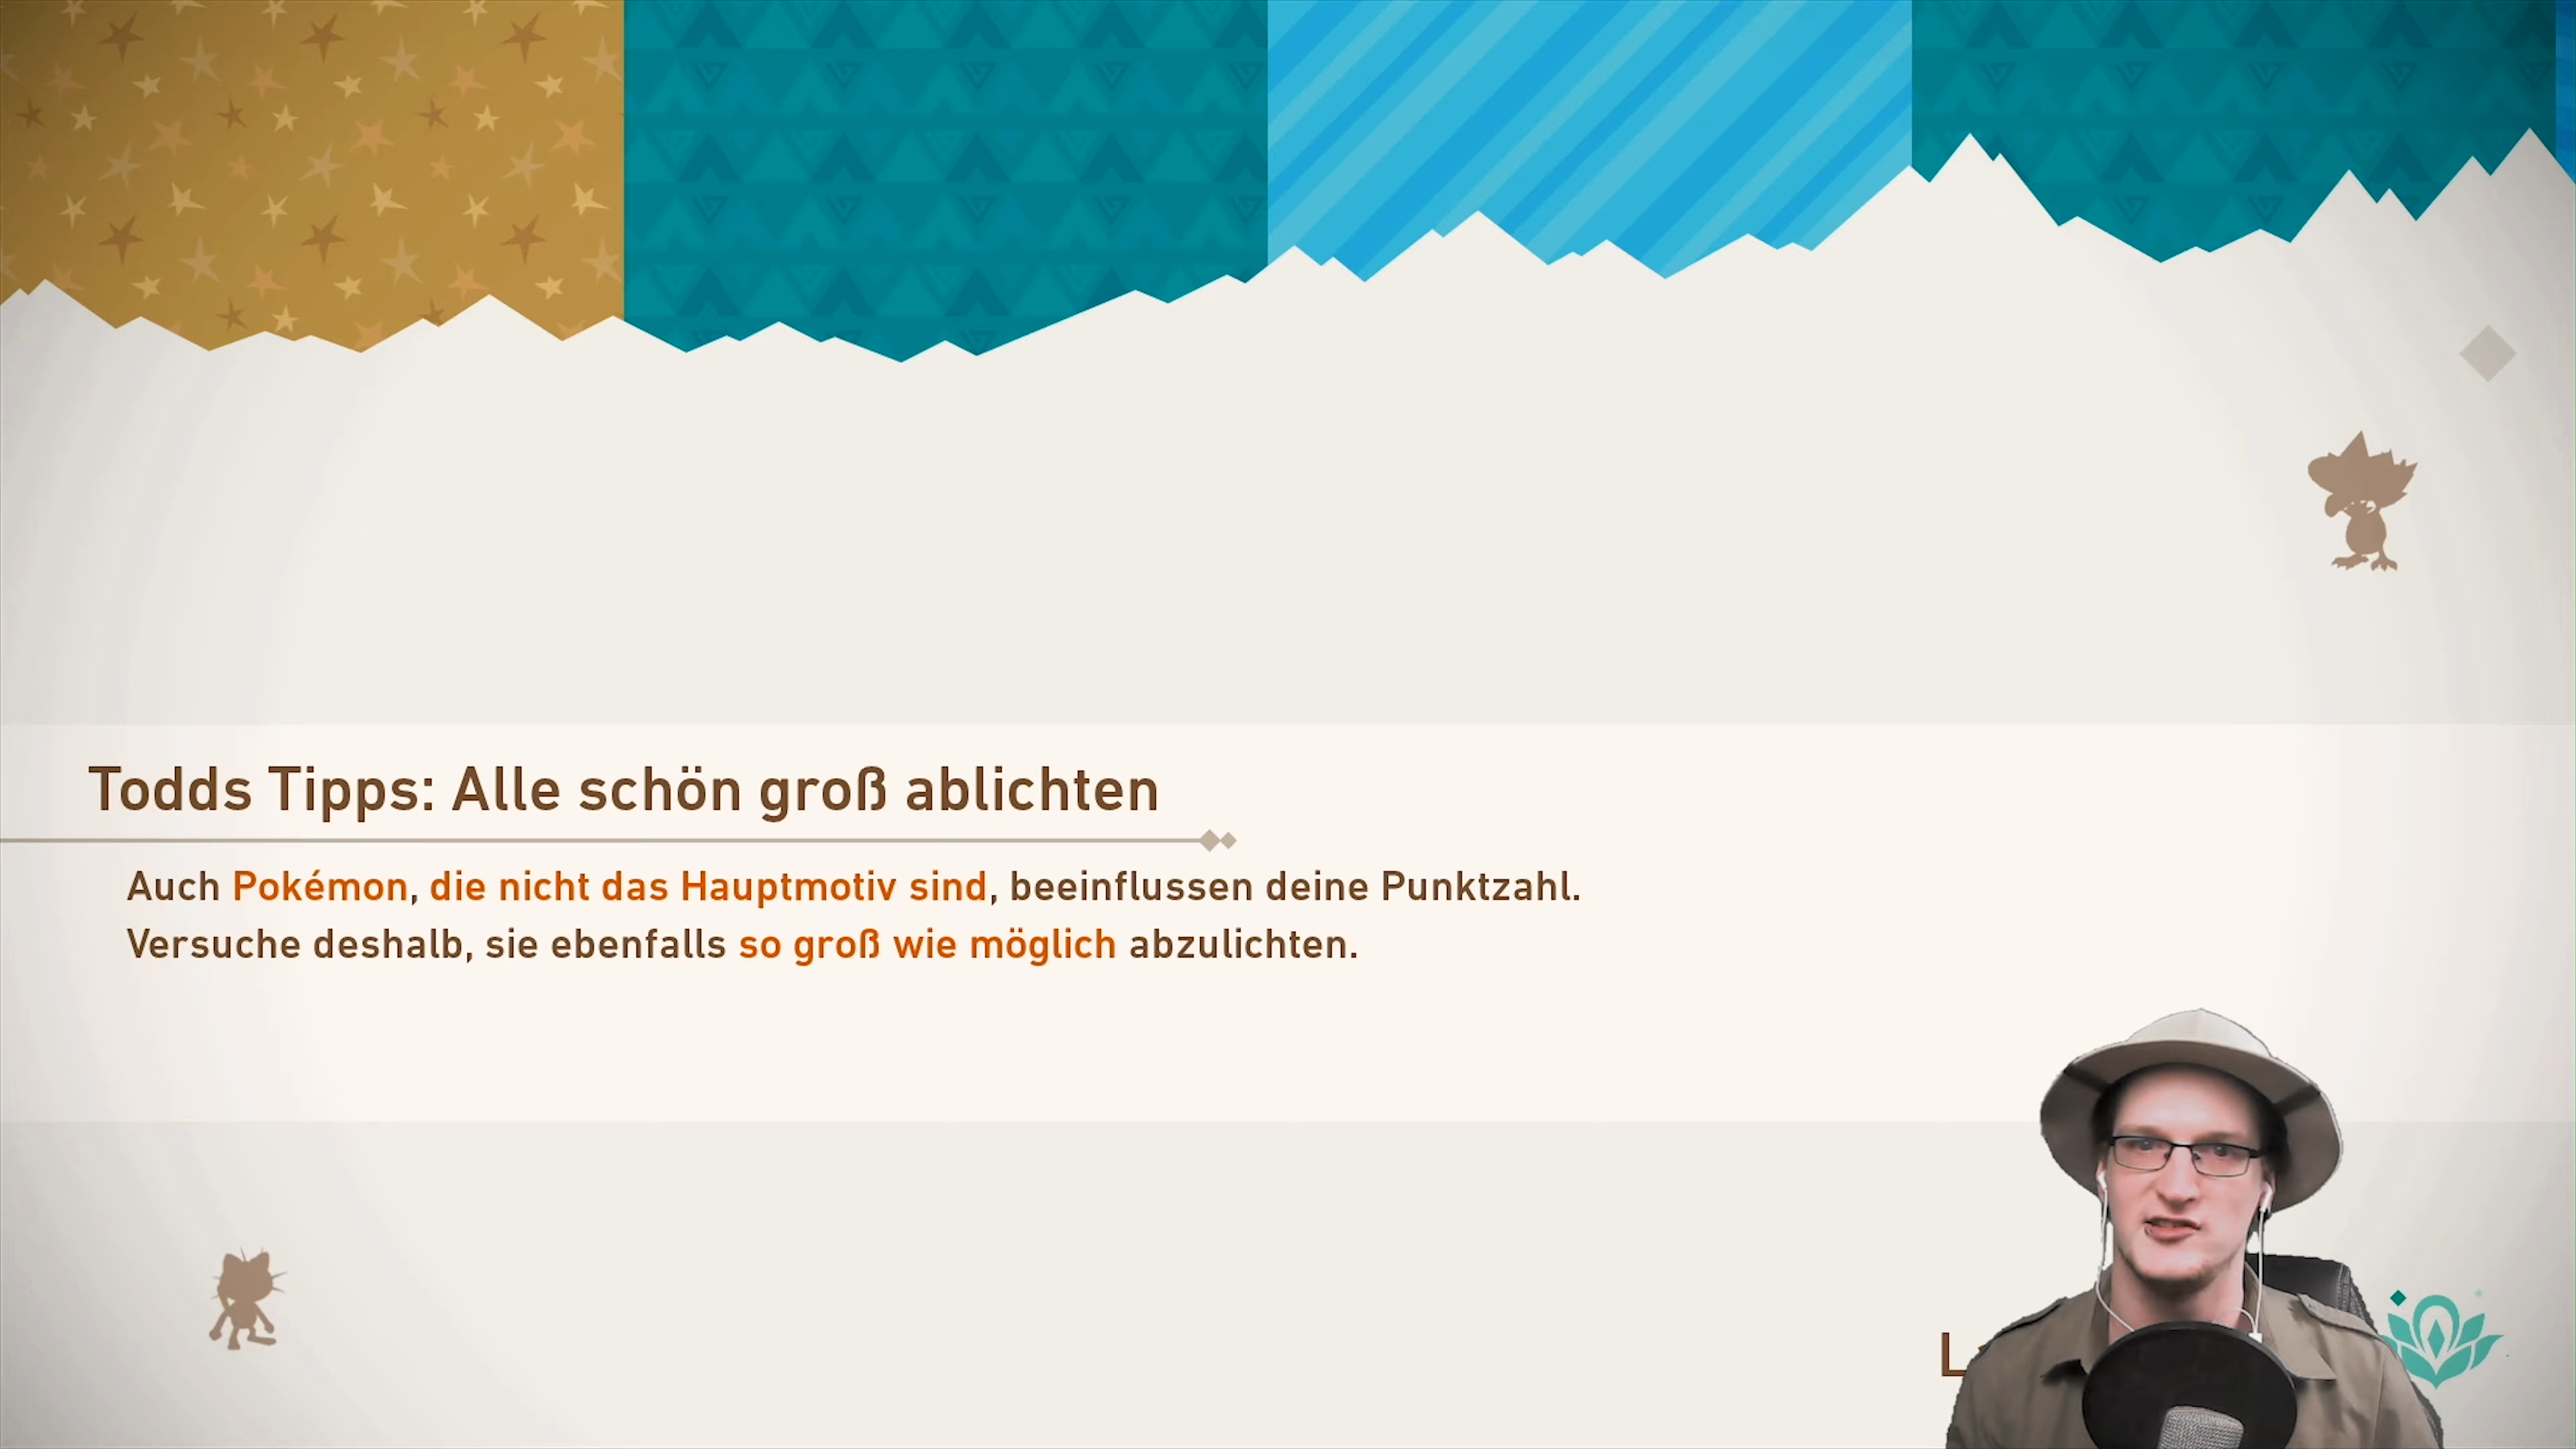 Todds Tipps: Alle schön groß ablichten
Auch Pokémon, die nicht das Hauptmotiv sind, beeinflussen deine Punktzahl.
Versuche deshalb, sie ebenfalls so groß wie möglich abzulichten.